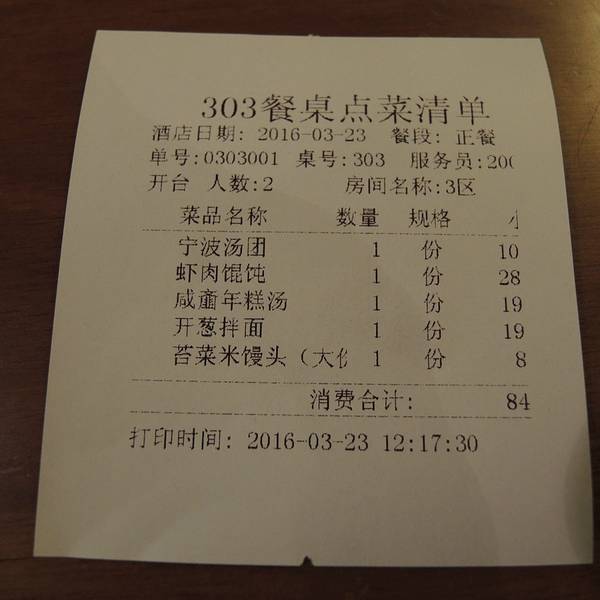 303餐桌点菜清单
酒店日期: 2016-03-23 餐段: 正餐
单号:0303001 桌号:303 服务员:200
开台 人数:2 房间名称:3区
菜品名称 数量 规格 小
宁波汤团 1 份 10
虾肉馄饨 1 份 28
咸齑年糕汤 1 份 19
开葱拌面 1 份 19
苔菜米馒头（大份 1 份 8
消费合计: 84
打印时间: 2016-03-23 12:17:30